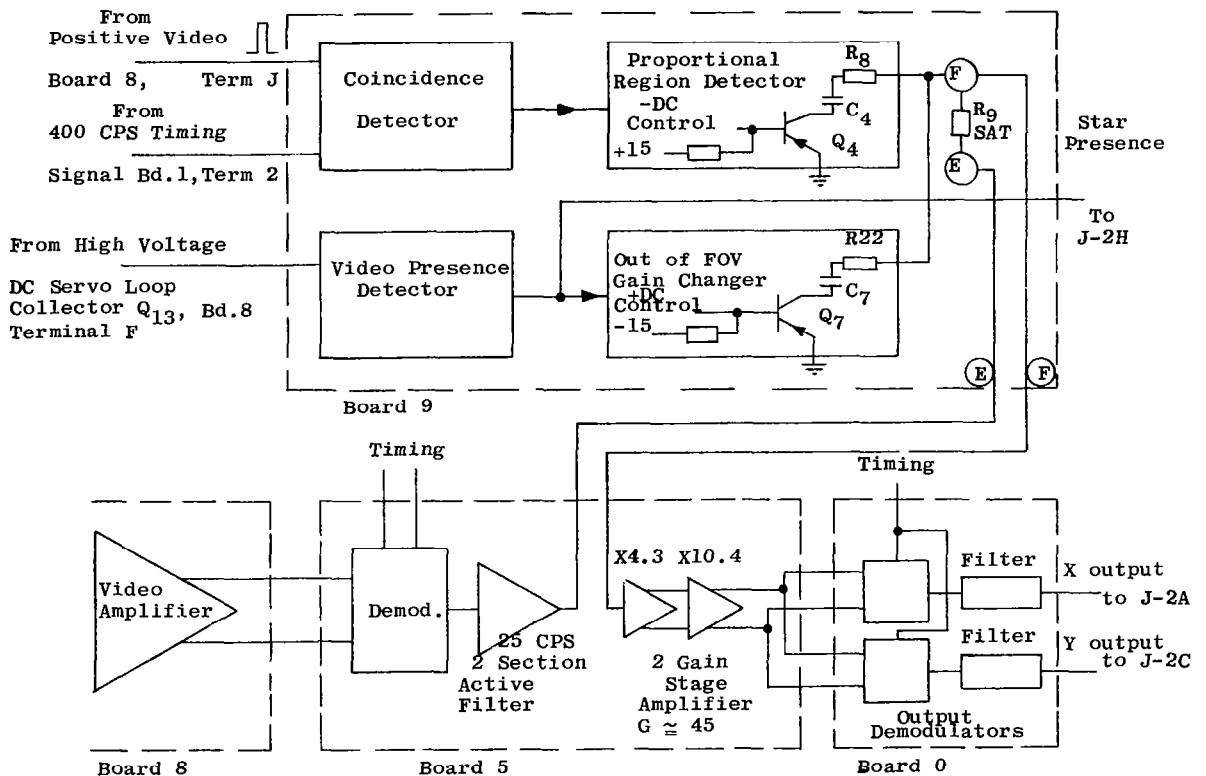 From
Positive Video
Board 8, Term J
From
400 CPS Timing
Signal Bd.1, Term 2
Coincidence
Detector
Proportional
Region Detector
-DC
Control
+15
R8
C4
Q4
F
R9
SAT
E
Star
Presence
To
J-2H
From High Voltage
DC Servo Loop
Collector Q13, Bd.8
Terminal F
Video Presence
Detector
Out of FOV
Gain Changer
+DC
Control
-15
R22
C7
Q7
E
F
Board 9
Timing
Timing
Video
Amplifier
Demod.
25 CPS
2 Section
Active
Filter
X4.3 X10.4
2 Gain
Stage
Amplifier
G ≃ 45
Filter
X output
to J-2A
Filter
Y output
to J-2C
Output
Demodulators
Board 8
Board 5
Board 0